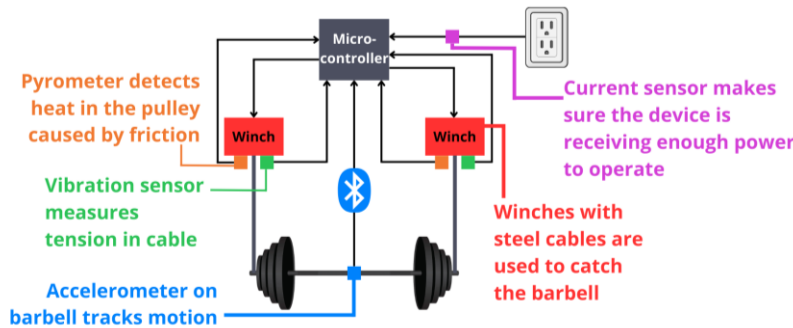 Micro-
controller
Pyrometer detects
heat in the pulley
caused by friction
Winch
Winch
Current sensor makes
sure the device is
receiving enough power
to operate
Vibration sensor
measures
tension in cable
Winches with
steel cables are
used to catch
the barbell
Accelerometer on
barbell tracks motion